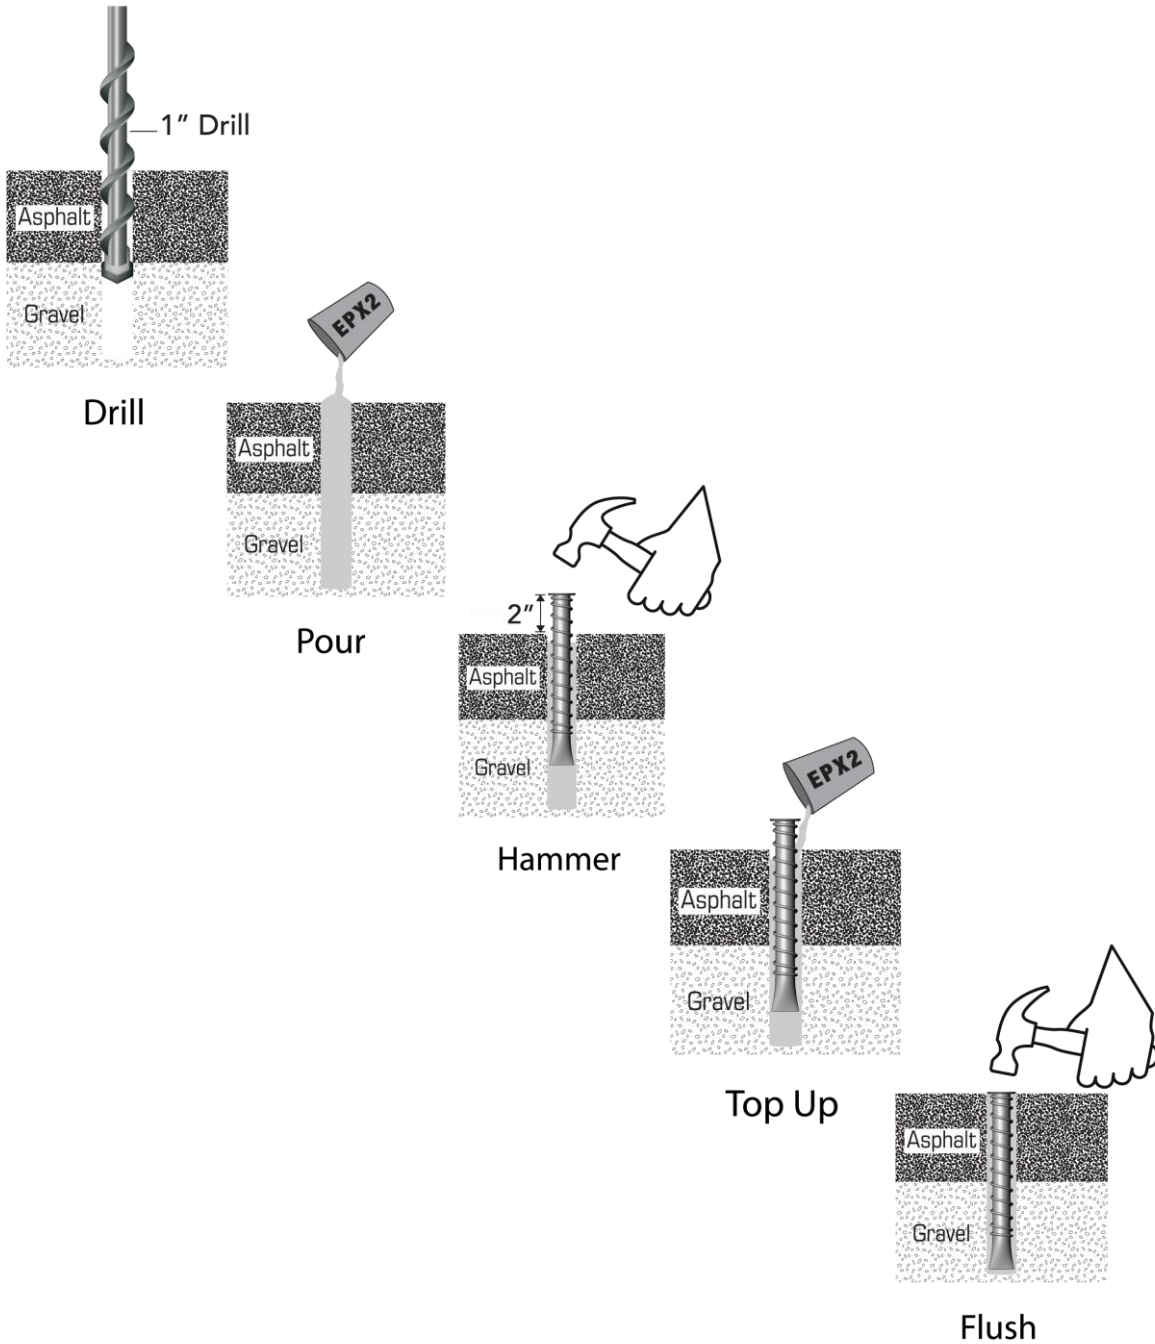 1” Drill
Asphalt
Gravel
Drill
EPX2
Asphalt
Gravel
Pour
2”
Asphalt
Gravel
Hammer
EPX2
Asphalt
Gravel
Top Up
Asphalt
Gravel
Flush